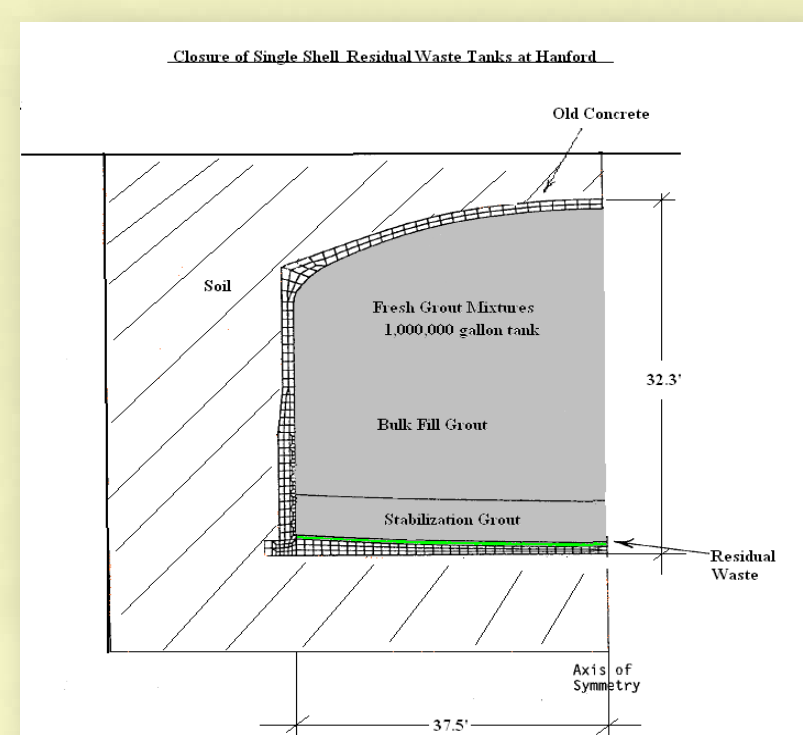 Closure of Single Shell Residual Waste Tanks at Hanford
Old Concrete
Soil
Fresh Grout Mixtures
1,000,000 gallon tank
32.3'
Bulk Fill Grout
Stabilization Grout
Residual
Waste
Axis of
Symmetry
37.5'